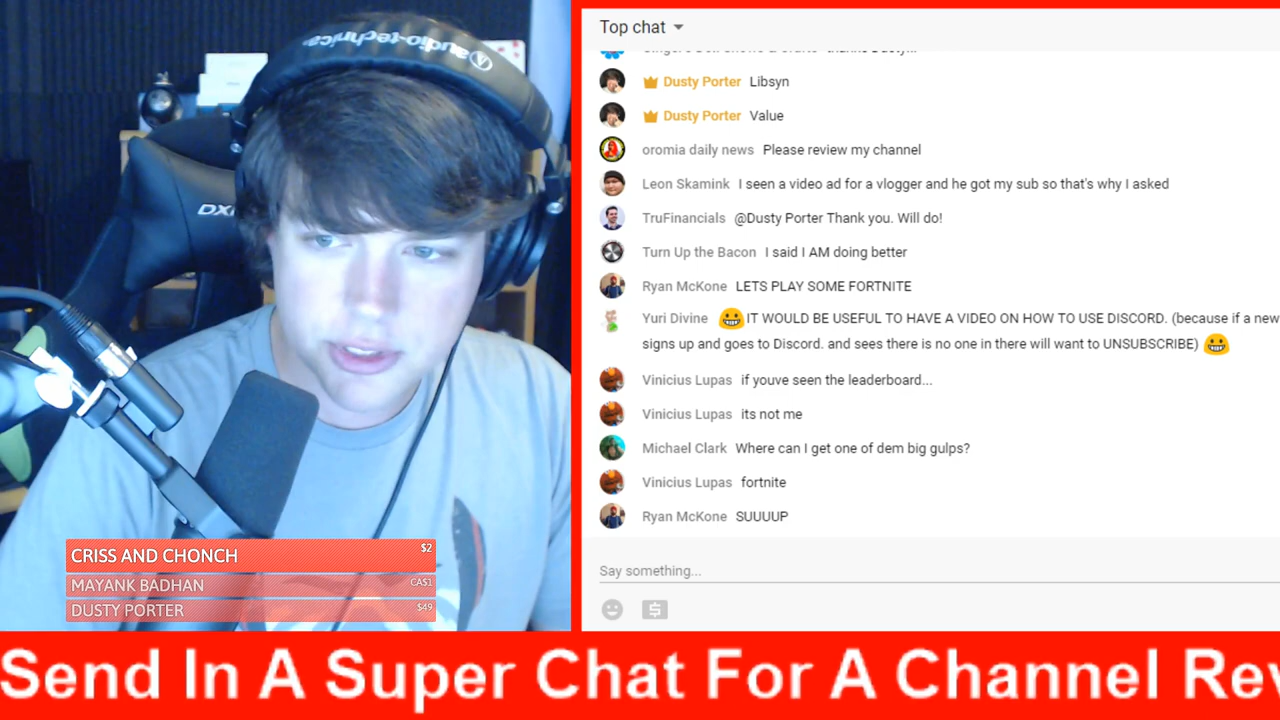 audio-technica
DX
Top chat
Dusty Porter Libsyn
Dusty Porter Value
oromia daily news Please review my channel
Leon Skamink I seen a video ad for a vlogger and he got my sub so that's why I asked
TruFinancials @Dusty Porter Thank you. Will do!
Turn Up the Bacon I said I AM doing better
Ryan McKone LETS PLAY SOME FORTNITE
Yuri Divine IT WOULD BE USEFUL TO HAVE A VIDEO ON HOW TO USE DISCORD. (because if a new
signs up and goes to Discord. and sees there is no one in there will want to UNSUBSCRIBE)
Vinicius Lupas if youve seen the leaderboard...
Vinicius Lupas its not me
Michael Clark Where can I get one of dem big gulps?
Vinicius Lupas fortnite
Ryan McKone SUUUUP
Say something...
CRISS AND CHONCH $2
MAYANK BADHAN CA$1
DUSTY PORTER $49
Send In A Super Chat For A Channel Rev